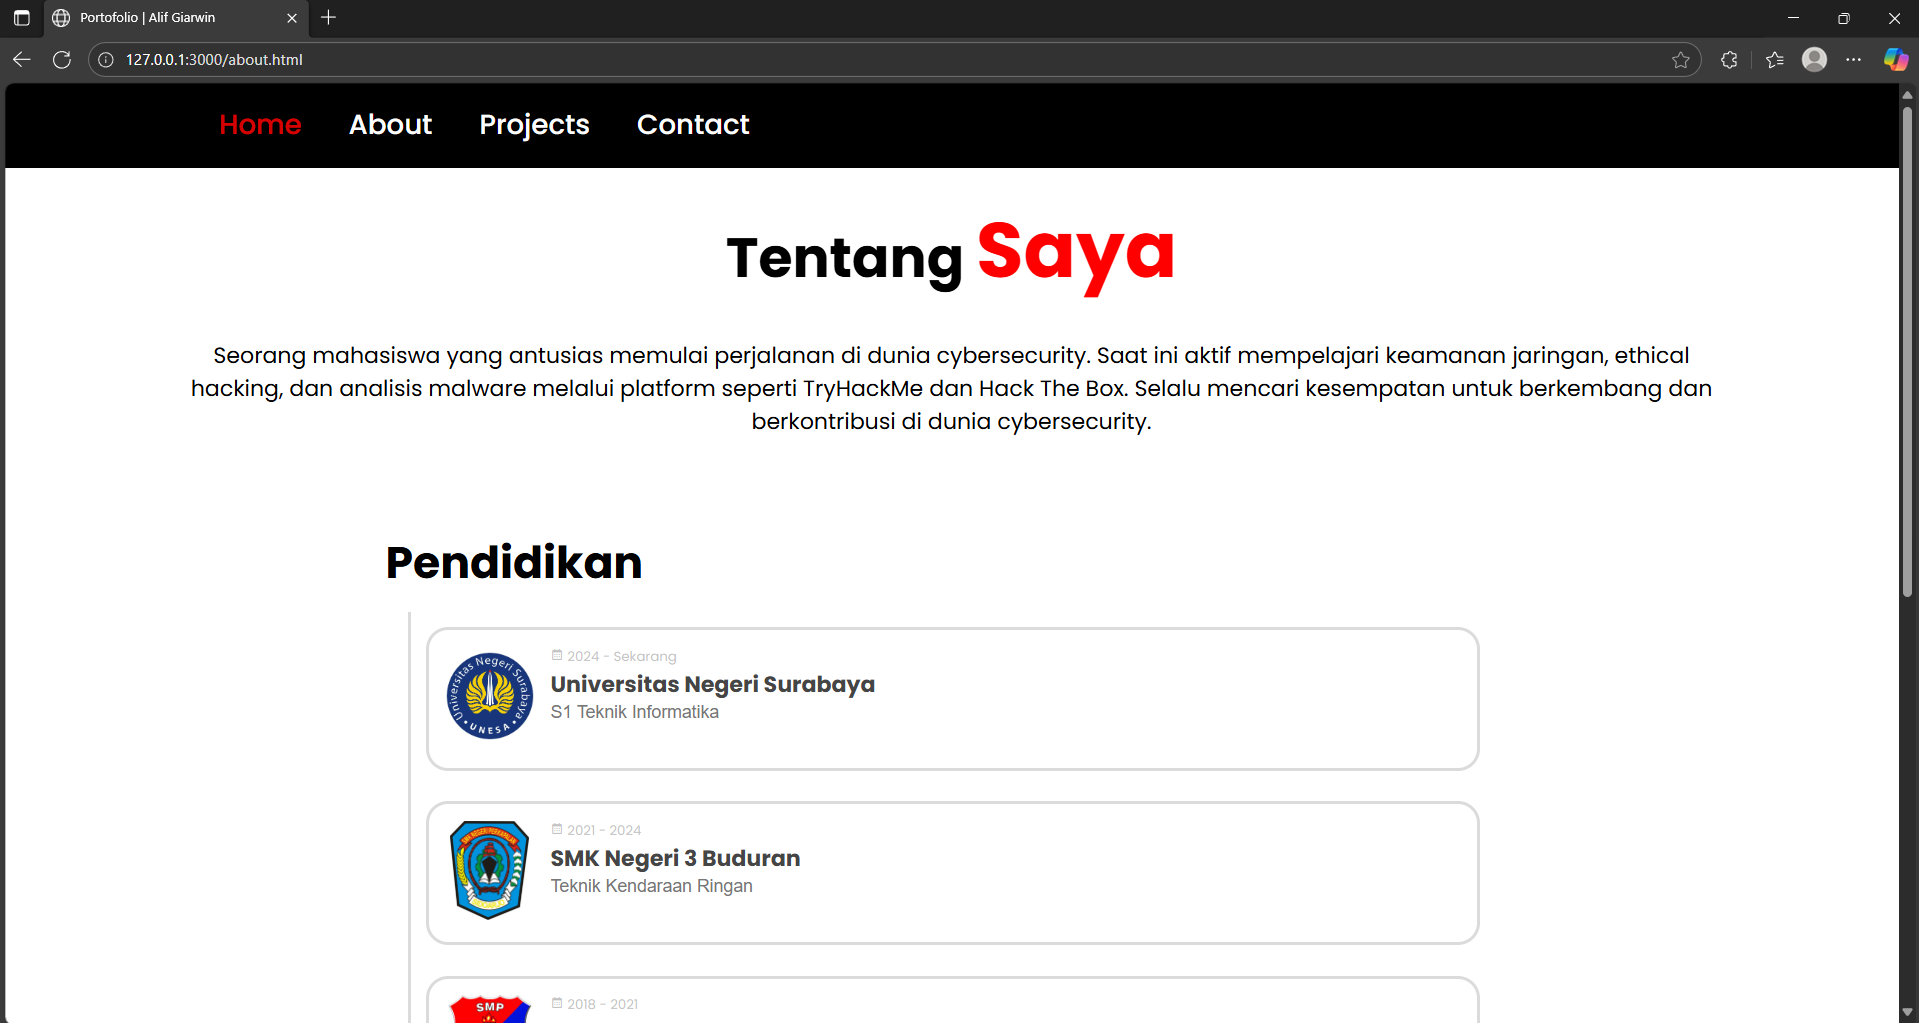 Portofolio | Alif Giarwin
127.0.0.1:3000/about.html
Home About Projects Contact
Tentang Saya
Seorang mahasiswa yang antusias memulai perjalanan di dunia cybersecurity. Saat ini aktif mempelajari keamanan jaringan, ethical
hacking, dan analisis malware melalui platform seperti TryHackMe dan Hack The Box. Selalu mencari kesempatan untuk berkembang dan
berkontribusi di dunia cybersecurity.
Pendidikan
Universitas Negeri Surabaya
UNESA
2024 - Sekarang
Universitas Negeri Surabaya
S1 Teknik Informatika
2021 - 2024
SMK Negeri 3 Buduran
Teknik Kendaraan Ringan
SMP
2018 - 2021